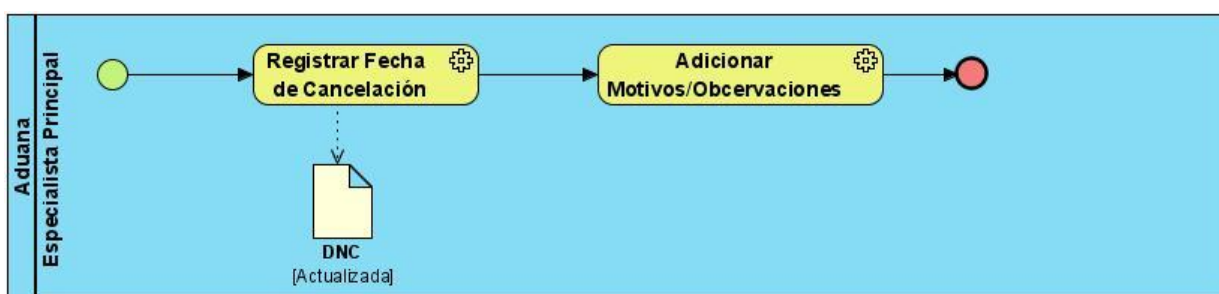 Aduana
Especialista Principal
Registrar Fecha
de Cancelación
Adicionar
Motivos/Obcervaciones
DNC
[Actualizada]